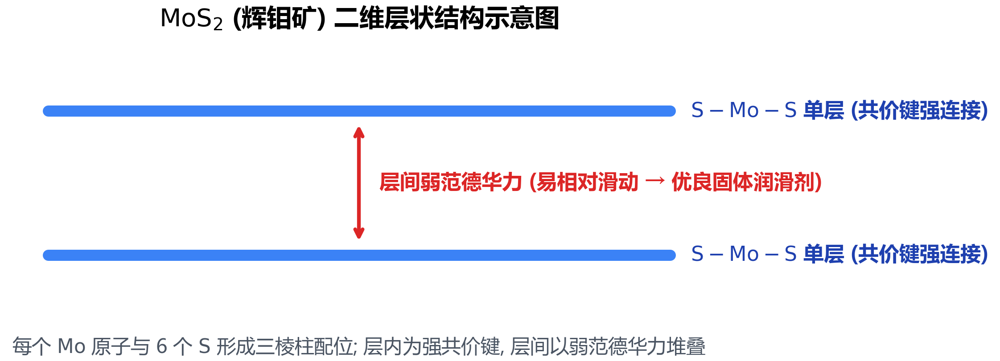 MoS₂ (辉钼矿) 二维层状结构示意图
S − Mo − S 单层 (共价键强连接)
层间弱范德华力 (易相对滑动 → 优良固体润滑剂)
S − Mo − S 单层 (共价键强连接)
每个 Mo 原子与 6 个 S 形成三棱柱配位; 层内为强共价键, 层间以弱范德华力堆叠